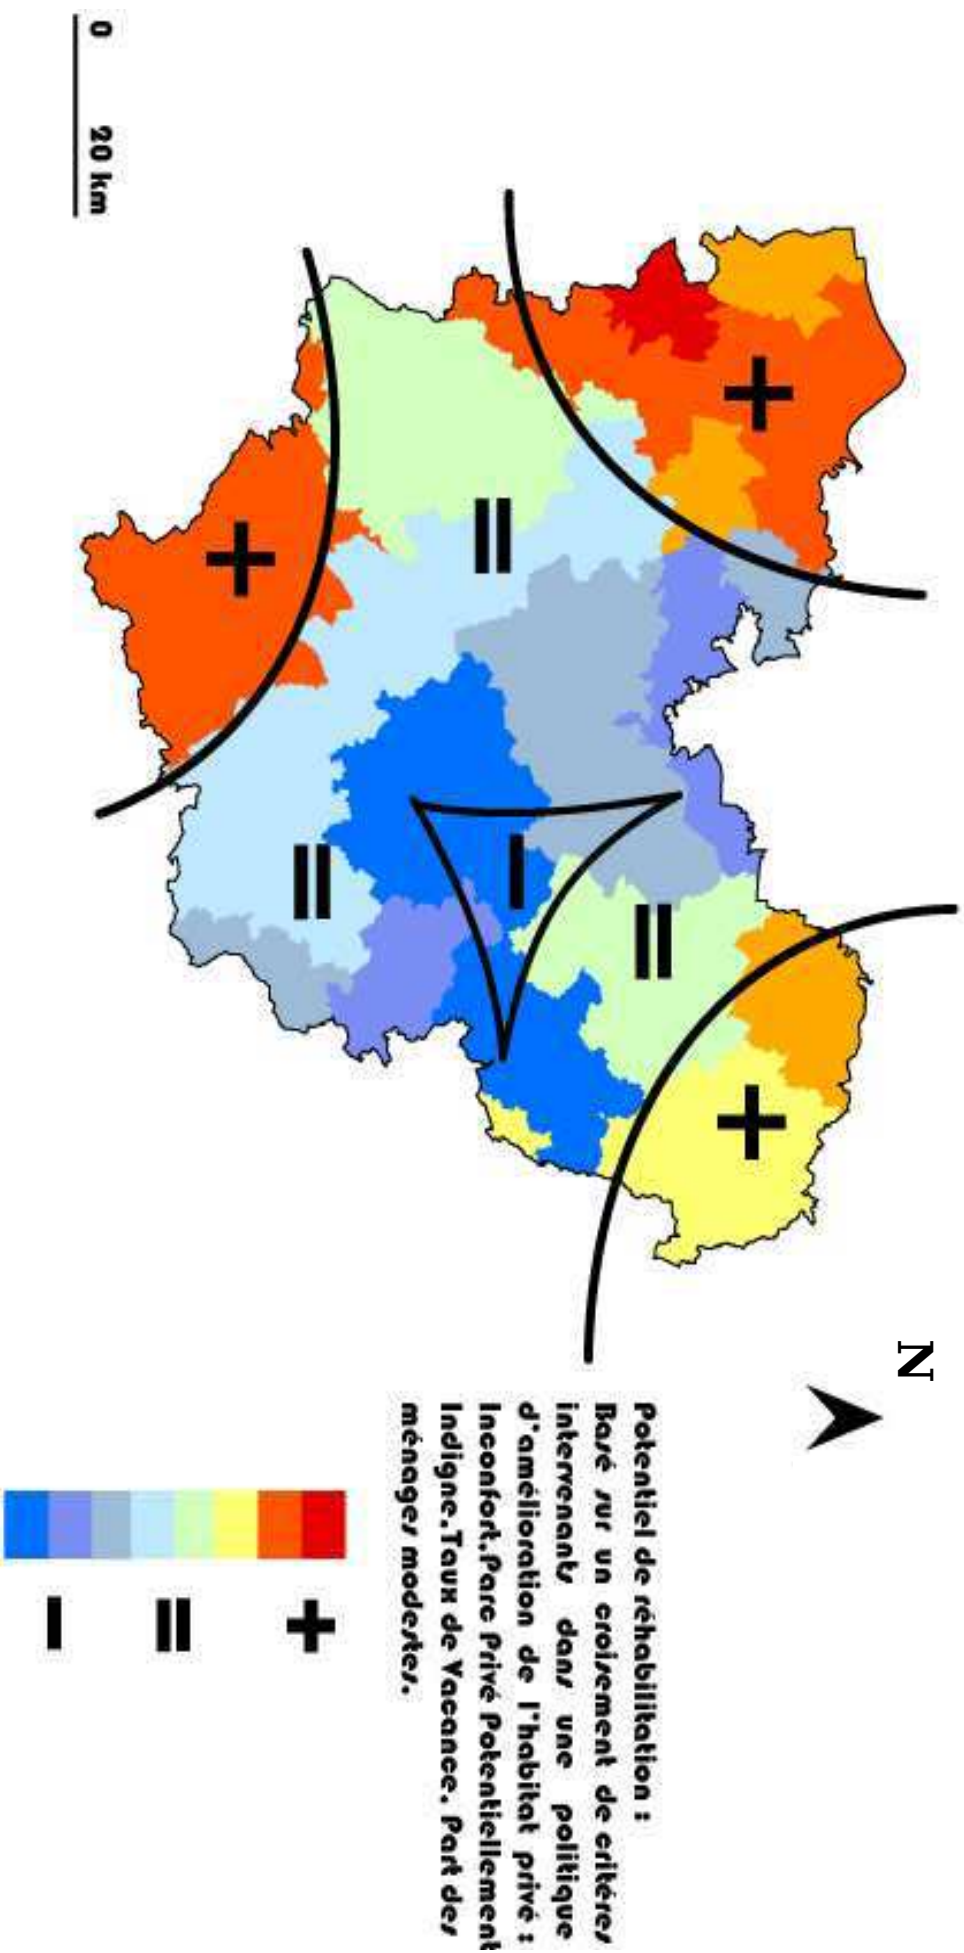 0 20 km
+
+
=
=
−
=
+
N
Potentiel de réhabilitation :
Basé sur un croisement de critères
intervenants dans une politique
d'amélioration de l'habitat privé :
Inconfort.Parc Privé Potentiellement
Indigne.Taux de Vacance. Part des
ménages modestes.
+
=
−